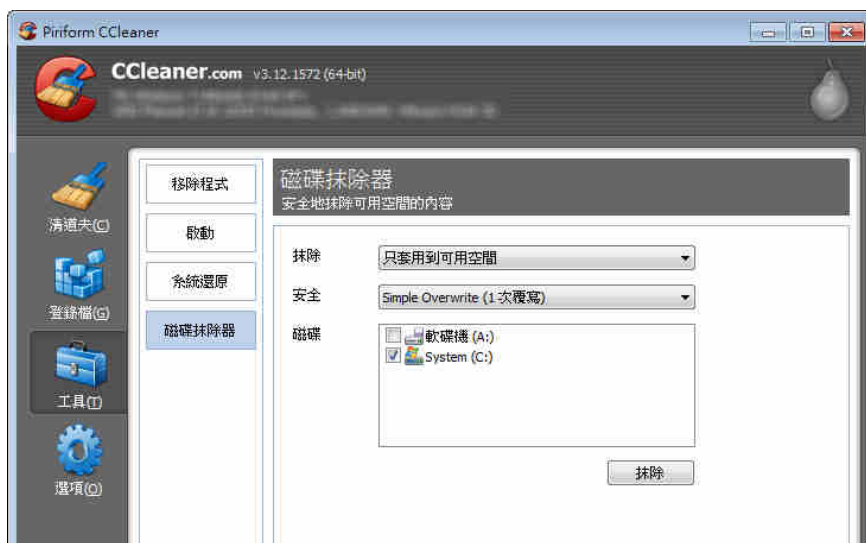 Piriform CCleaner
CCleaner.com v3.12.1572 (64-bit)
清道夫(C)
登錄檔(G)
工具(T)
選項(O)
移除程式
啟動
系統還原
磁碟抹除器
磁碟抹除器
安全地抹除可用空間的內容
抹除 只套用到可用空間
安全 Simple Overwrite (1 次覆寫)
磁碟 軟碟機 (A:)
System (C:)
抹除